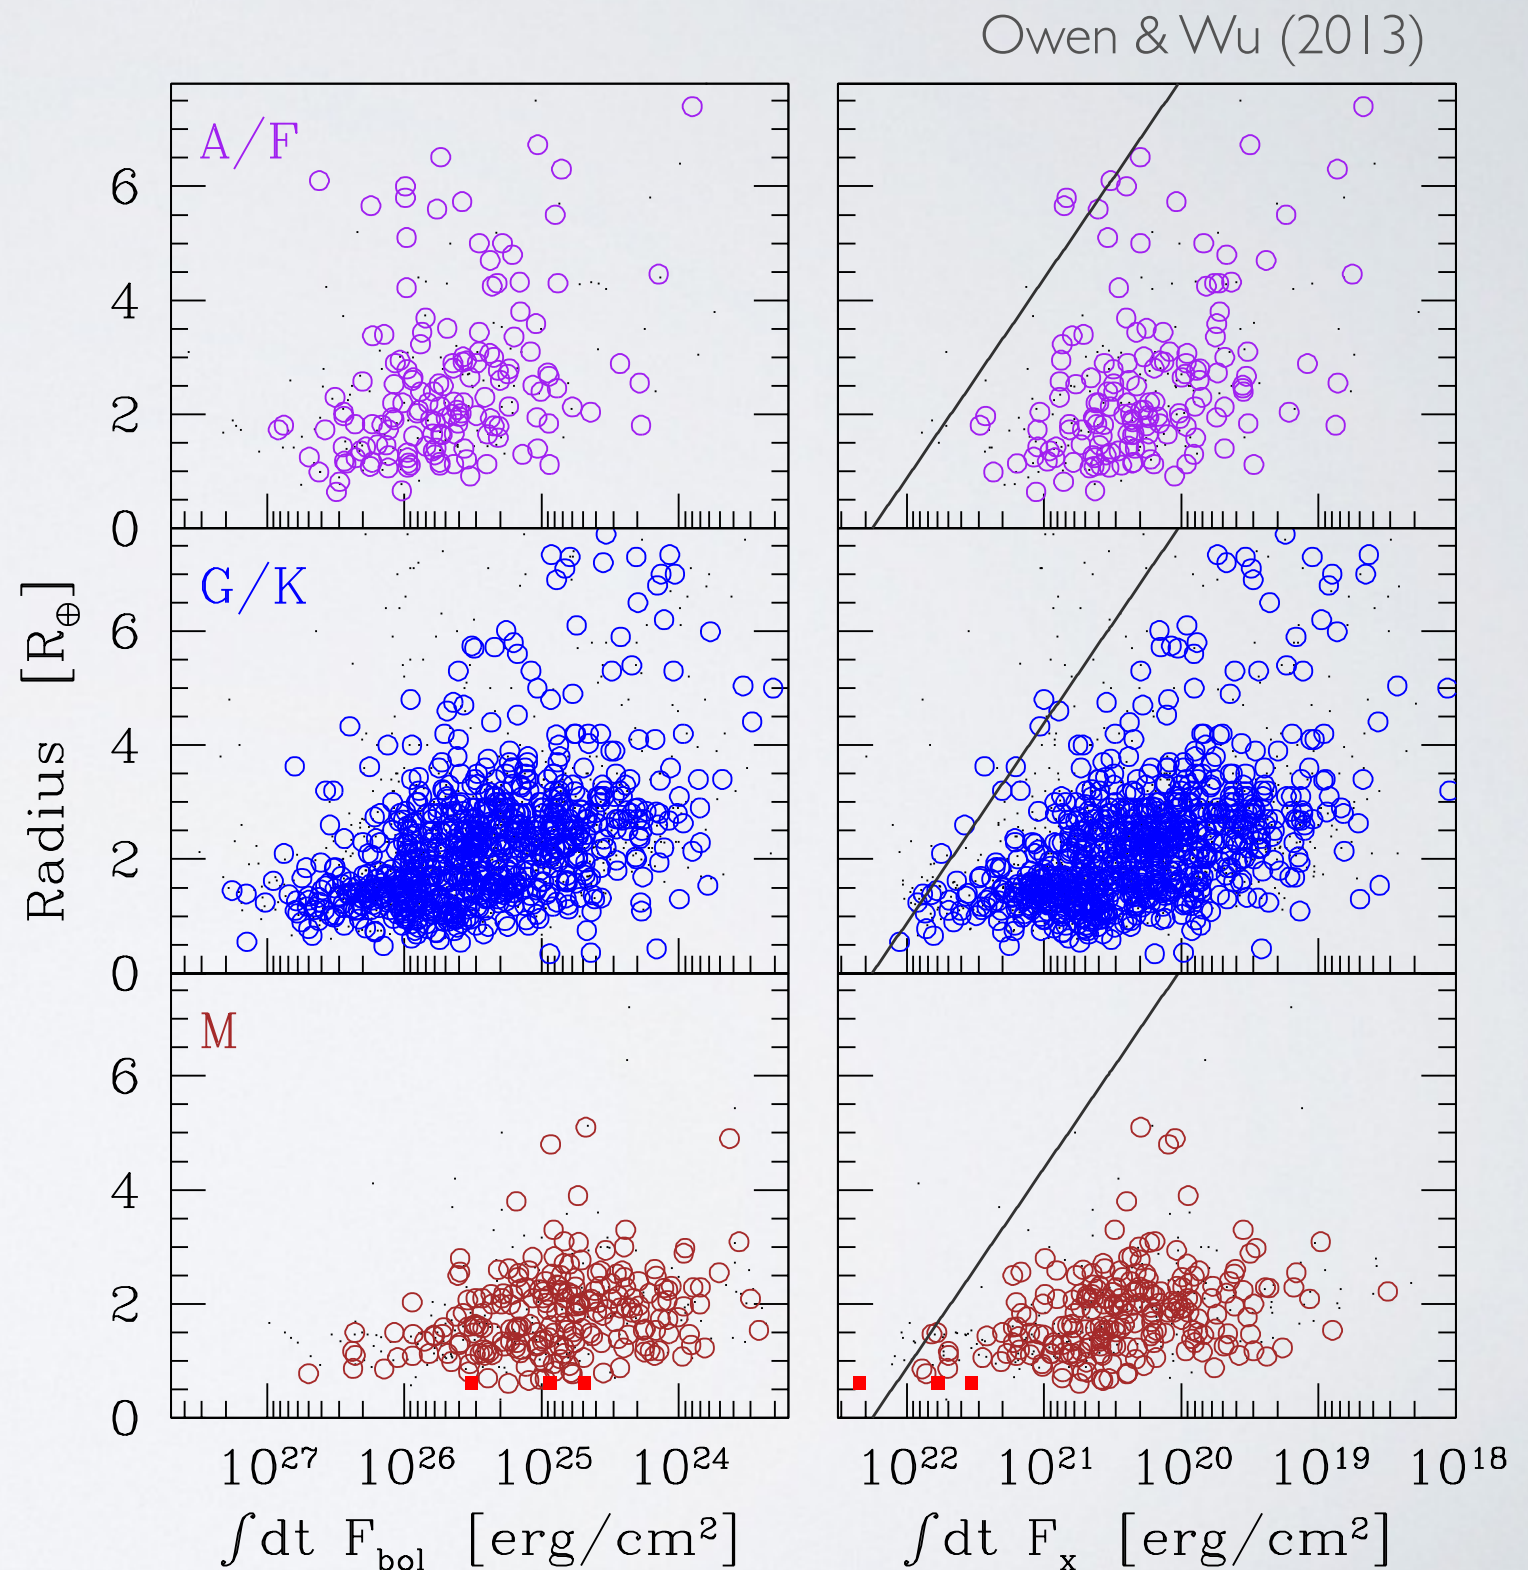 Owen & Wu (2013)
A/F
6
4
2
0
G/K
6
4
2
0
M
6
4
2
0
Radius [R⊕]
10²⁷ 10²⁶ 10²⁵ 10²⁴
10²² 10²¹ 10²⁰ 10¹⁹ 10¹⁸
∫dt F_bol [erg/cm²]
∫dt F_x [erg/cm²]